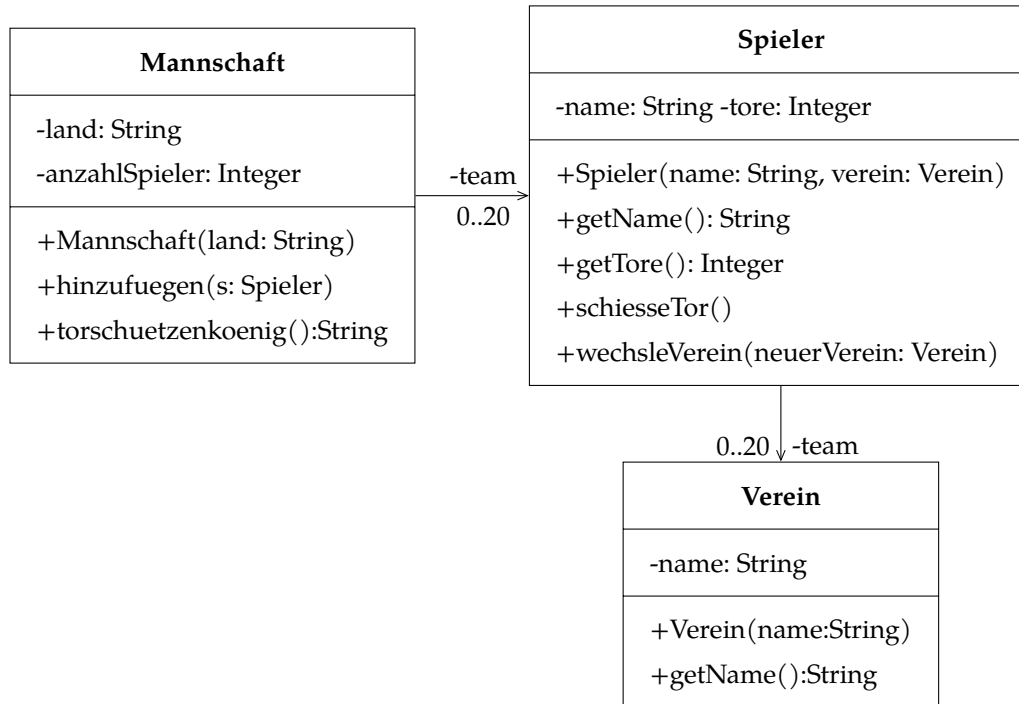 Mannschaft
-land: String
-anzahlSpieler: Integer
+Mannschaft(land: String)
+hinzufuegen(s: Spieler)
+torschuetzenkoenig():String
-team
0..20
Spieler
-name: String -tore: Integer
+Spieler(name: String, verein: Verein)
+getName(): String
+getTore(): Integer
+schiesseTor()
+wechsleVerein(neuerVerein: Verein)
0..20 -team
Verein
-name: String
+Verein(name:String)
+getName():String